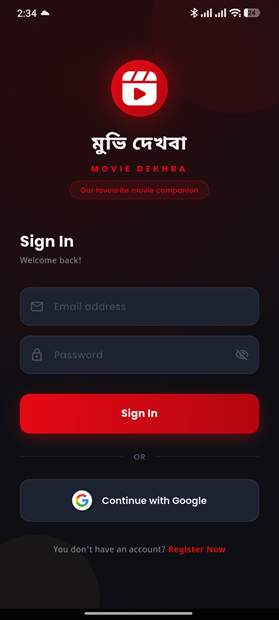 2:34
মুভি দেখবা
MOVIE DEKHBA
Our favourite movie companion
Sign In
Welcome back!
Email address
Password
Sign In
OR
Continue with Google
You don't have an account? Register Now